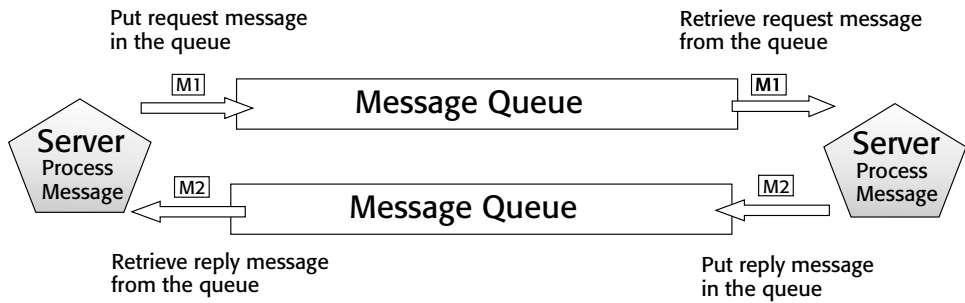 Put request message
in the queue
Retrieve request message
from the queue
M1
M1
Message Queue
Server
Process
Message
Server
Process
Message
M2
M2
Message Queue
Retrieve reply message
from the queue
Put reply message
in the queue